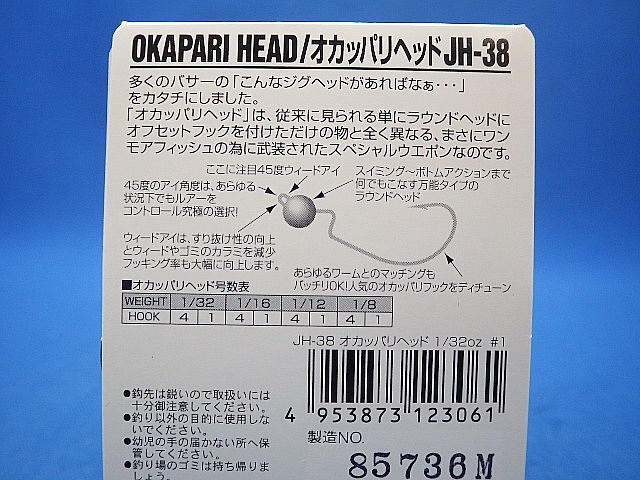 OKAPARI HEAD/オカッパリヘッドJH-38
多くのバサーの「こんなジグヘッドがあればなぁ・・・」
をカタチにしました。
「オカッパリヘッド」は、従来に見られる単にラウンドヘッドに
オフセットフックを付けただけの物と全く異なる、まさにワン
モアフィッシュの為に武装されたスペシャルウエポンなのです。
ここに注目45度ウィードアイ
スイミング〜ボトムアクションまで
何でもこなす万能タイプの
ラウンドヘッド
45度のアイ角度は、あらゆる
状況下でもルアーを
コントロール究極の選択!
ウィードアイは、すり抜け性の向上
とウィードやゴミのカラミを減少
フッキング率も大幅に向上します。
あらゆるワームとのマッチングも
バッチリOK!人気のオカッパリフックをディチューン
■オカッパリヘッド号数表
WEIGHT 1/32 1/16 1/12 1/8
HOOK 4 1 4 1 4 1 4 1
JH-38 オカッパリヘッド 1/32oz #1
4 953873 123061
製造NO.
85736M
●鈎先は鋭いので取扱いには
十分御注意してください。
●釣り以外の目的に使用しな
いでください。
●幼児の手の届かない所へ保
管してください。
●釣り場のゴミは持ち帰りま
しょう。